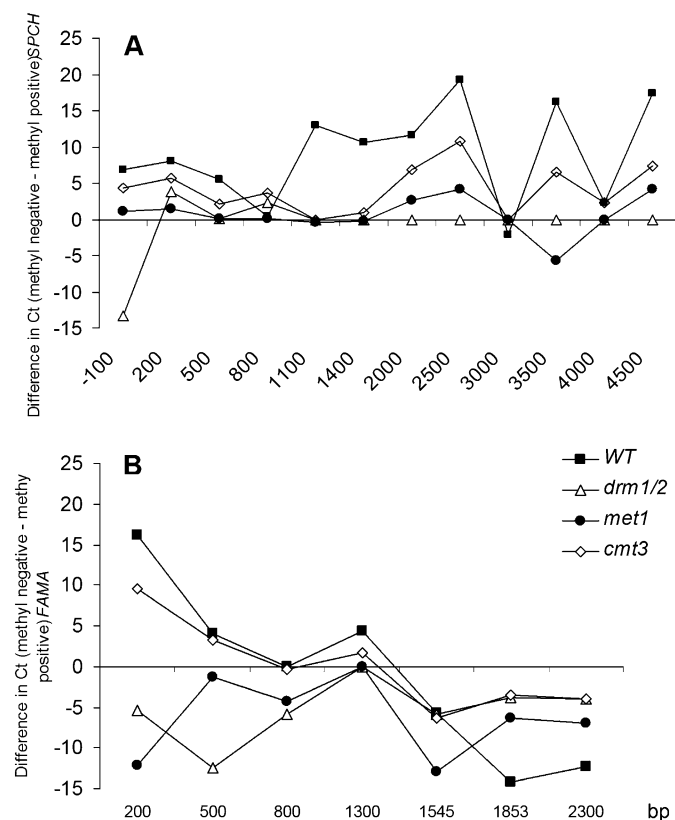 Difference in Ct (methyl negative - methyl positive)SPCH
A
25
20
15
10
5
0
-5
-10
-15
-100 200 500 800 1100 1400 2000 2500 3000 3500 4000 4500
Difference in Ct (methyl negative - methy
positive)FAMA
B
25
20
15
10
5
0
-5
-10
-15
WT
drm1/2
met1
cmt3
200 500 800 1300 1545 1853 2300 bp